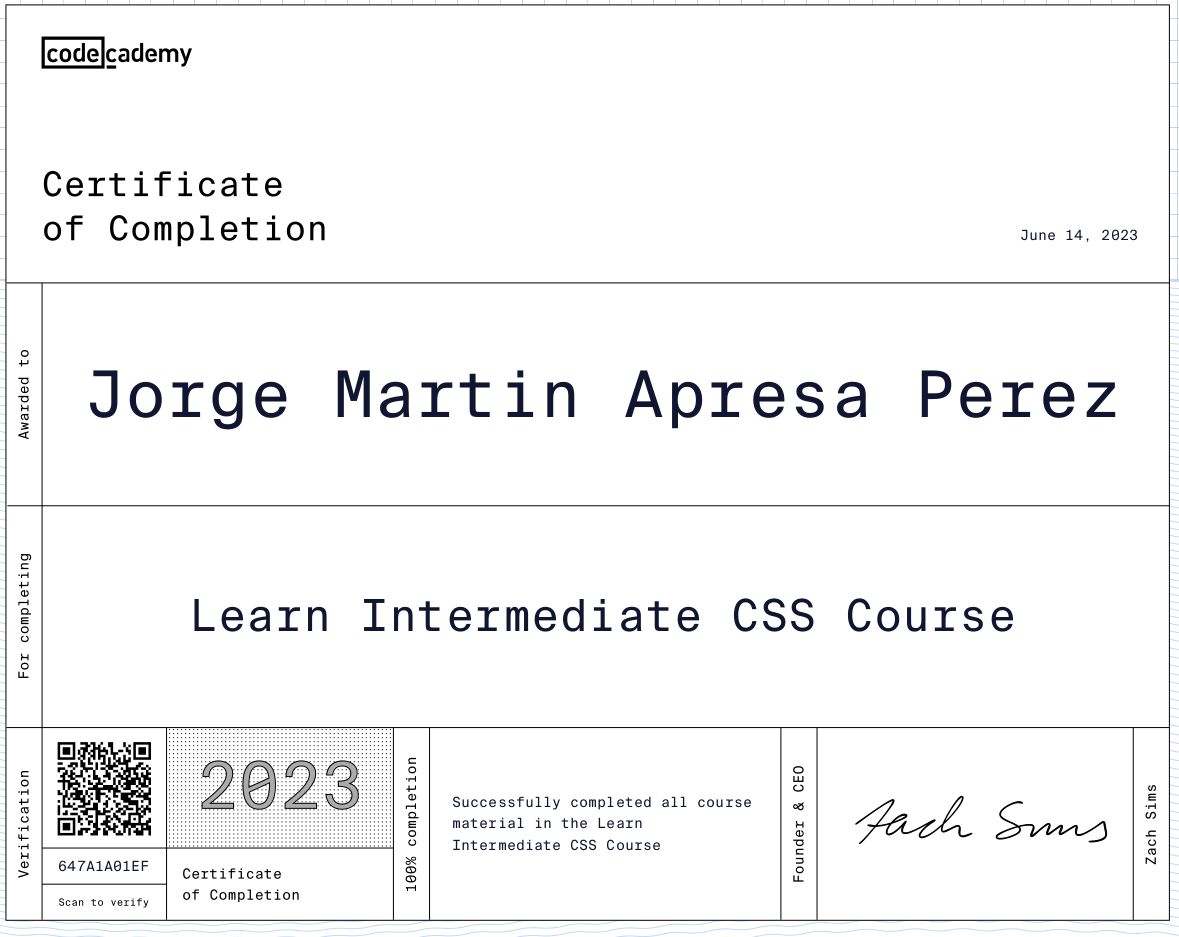 codecademy
Certificate
of Completion
June 14, 2023
Awarded to
Jorge Martin Apresa Perez
For completing
Learn Intermediate CSS Course
Verification
647A1A01EF
Scan to verify
2023
Certificate
of Completion
100% completion
Successfully completed all course
material in the Learn
Intermediate CSS Course
Founder & CEO
Zach Sims
Zach Sims